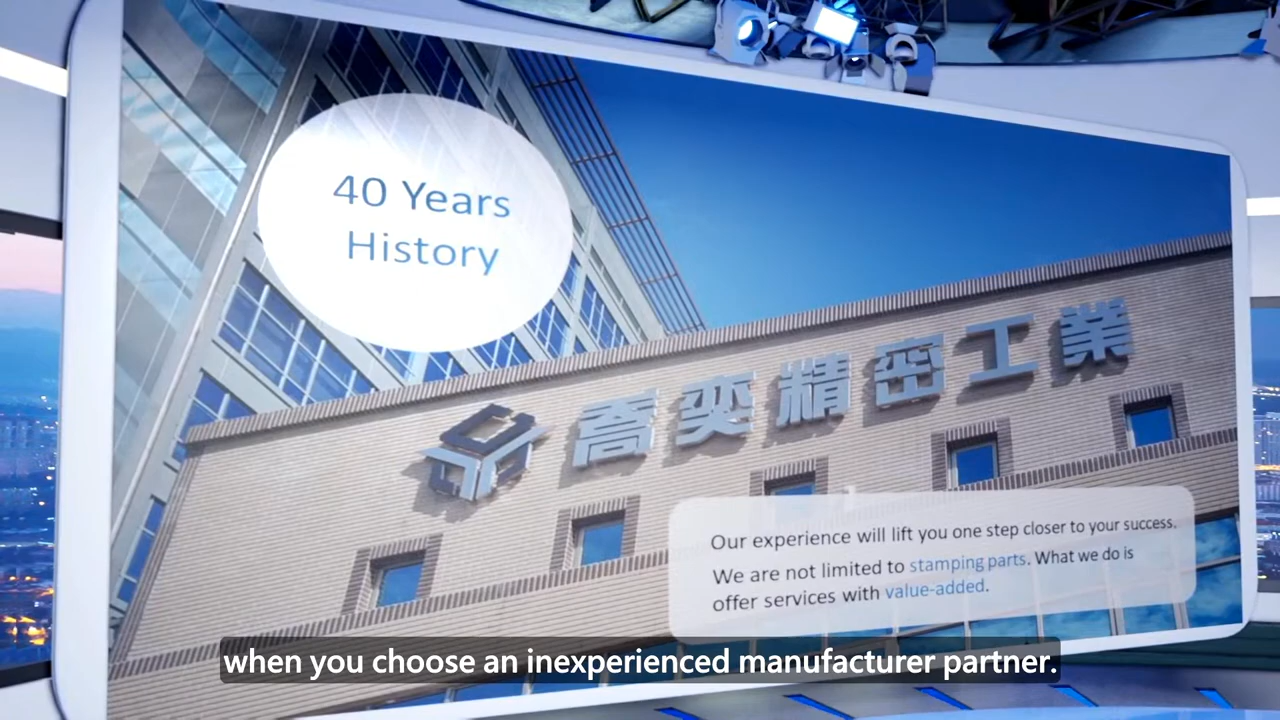 40 Years
History
喬奕精密工業
Our experience will lift you one step closer to your success.
We are not limited to stamping parts. What we do is
offer services with value-added.
when you choose an inexperienced manufacturer partner.